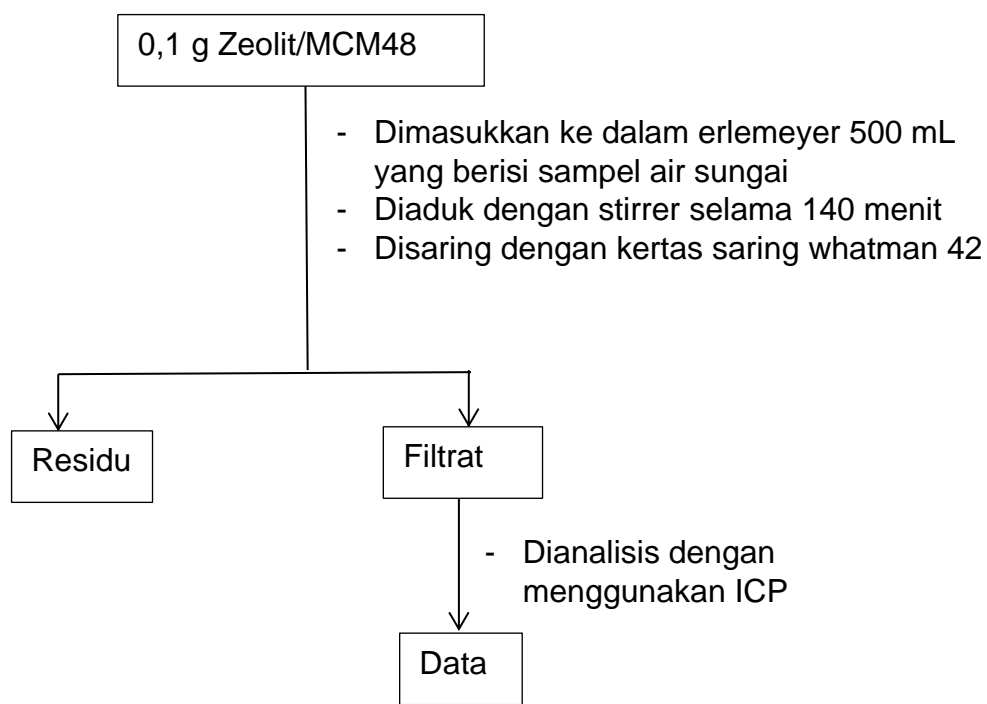 0,1 g Zeolit/MCM48
- Dimasukkan ke dalam erlemeyer 500 mL
yang berisi sampel air sungai
- Diaduk dengan stirrer selama 140 menit
- Disaring dengan kertas saring whatman 42
Residu
Filtrat
- Dianalisis dengan
menggunakan ICP
Data